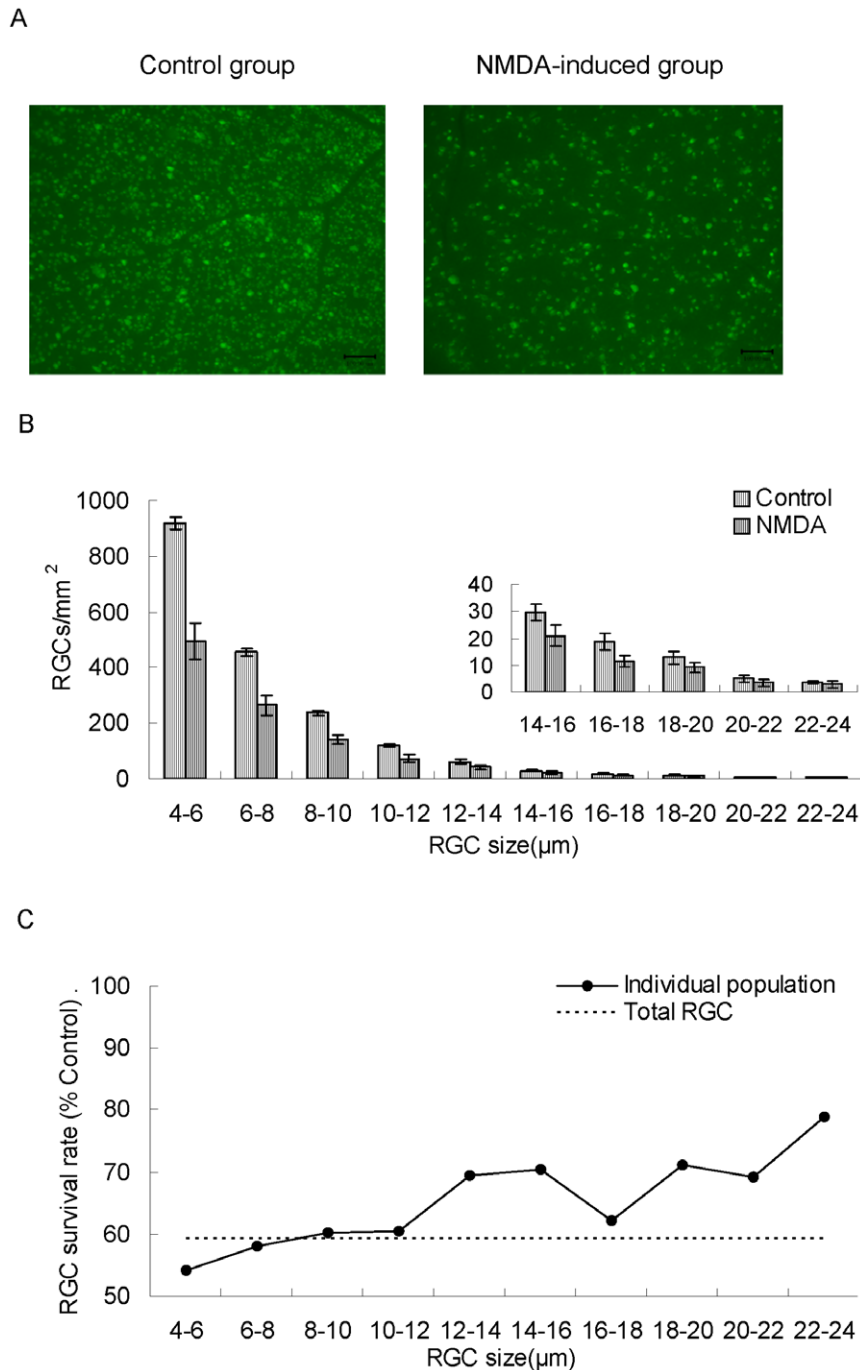 A
Control group
NMDA-induced group
B
Control
NMDA
1000
800
600
400
200
0
RGCs/mm²
40
30
20
10
0
14-16 16-18 18-20 20-22 22-24
4-6 6-8 8-10 10-12 12-14 14-16 16-18 18-20 20-22 22-24
RGC size(µm)
C
Individual population
Total RGC
100
90
80
70
60
50
RGC survival rate (% Control) .
4-6 6-8 8-10 10-12 12-14 14-16 16-18 18-20 20-22 22-24
RGC size(µm)